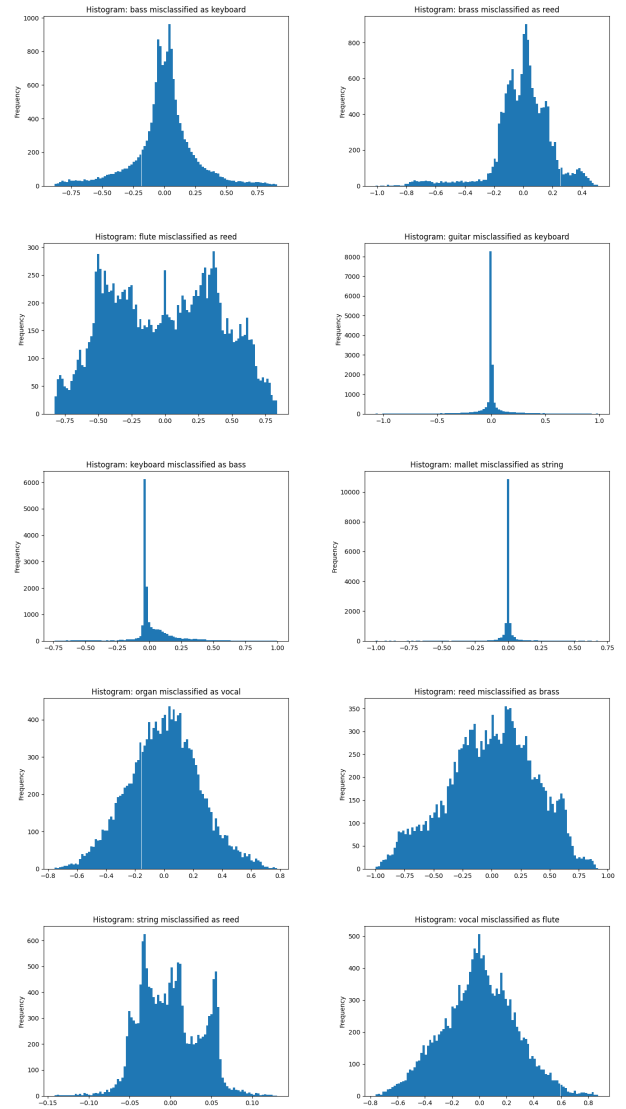 Histogram: bass misclassified as keyboard
Frequency
1000
800
600
400
200
0
−0.75 −0.50 −0.25 0.00 0.25 0.50 0.75
Histogram: brass misclassified as reed
Frequency
800
600
400
200
0
−1.0 −0.8 −0.6 −0.4 −0.2 0.0 0.2 0.4
Histogram: flute misclassified as reed
Frequency
300
250
200
150
100
50
0
−0.75 −0.50 −0.25 0.00 0.25 0.50 0.75
Histogram: guitar misclassified as keyboard
Frequency
8000
7000
6000
5000
4000
3000
2000
1000
0
−1.0 −0.5 0.0 0.5 1.0
Histogram: keyboard misclassified as bass
Frequency
6000
5000
4000
3000
2000
1000
0
−0.75 −0.50 −0.25 0.00 0.25 0.50 0.75 1.00
Histogram: mallet misclassified as string
Frequency
10000
8000
6000
4000
2000
0
−1.00 −0.75 −0.50 −0.25 0.00 0.25 0.50 0.75
Histogram: organ misclassified as vocal
Frequency
400
300
200
100
0
−0.8 −0.6 −0.4 −0.2 0.0 0.2 0.4 0.6 0.8
Histogram: reed misclassified as brass
Frequency
350
300
250
200
150
100
50
0
−1.00 −0.75 −0.50 −0.25 0.00 0.25 0.50 0.75 1.00
Histogram: string misclassified as reed
Frequency
600
500
400
300
200
100
0
−0.15 −0.10 −0.05 0.00 0.05 0.10
Histogram: vocal misclassified as flute
Frequency
500
400
300
200
100
0
−0.8 −0.6 −0.4 −0.2 0.0 0.2 0.4 0.6 0.8